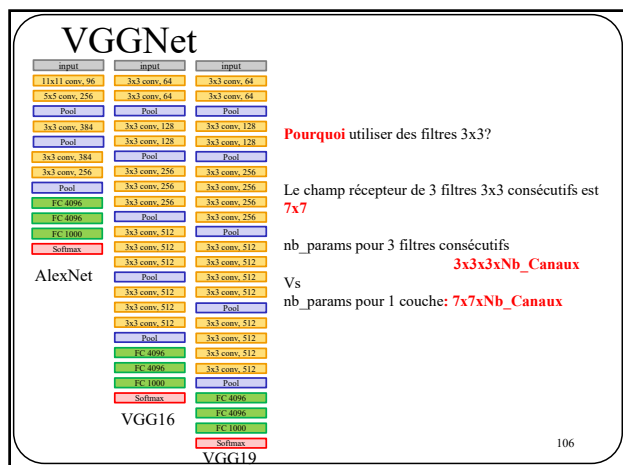 VGGNet
input
11x11 conv, 96
5x5 conv, 256
Pool
3x3 conv, 384
Pool
3x3 conv, 384
3x3 conv, 256
Pool
FC 4096
FC 4096
FC 1000
Softmax
AlexNet
input
3x3 conv, 64
3x3 conv, 64
Pool
3x3 conv, 128
3x3 conv, 128
Pool
3x3 conv, 256
3x3 conv, 256
3x3 conv, 256
Pool
3x3 conv, 512
3x3 conv, 512
3x3 conv, 512
Pool
3x3 conv, 512
3x3 conv, 512
3x3 conv, 512
Pool
FC 4096
FC 4096
FC 1000
Softmax
VGG16
input
3x3 conv, 64
3x3 conv, 64
Pool
3x3 conv, 128
3x3 conv, 128
Pool
3x3 conv, 256
3x3 conv, 256
3x3 conv, 256
3x3 conv, 256
Pool
3x3 conv, 512
3x3 conv, 512
3x3 conv, 512
3x3 conv, 512
Pool
3x3 conv, 512
3x3 conv, 512
3x3 conv, 512
3x3 conv, 512
Pool
FC 4096
FC 4096
FC 1000
Softmax
VGG19
Pourquoi utiliser des filtres 3x3?
Le champ récepteur de 3 filtres 3x3 consécutifs est
7x7
nb_params pour 3 filtres consécutifs
3x3x3xNb_Canaux
Vs
nb_params pour 1 couche: 7x7xNb_Canaux
106